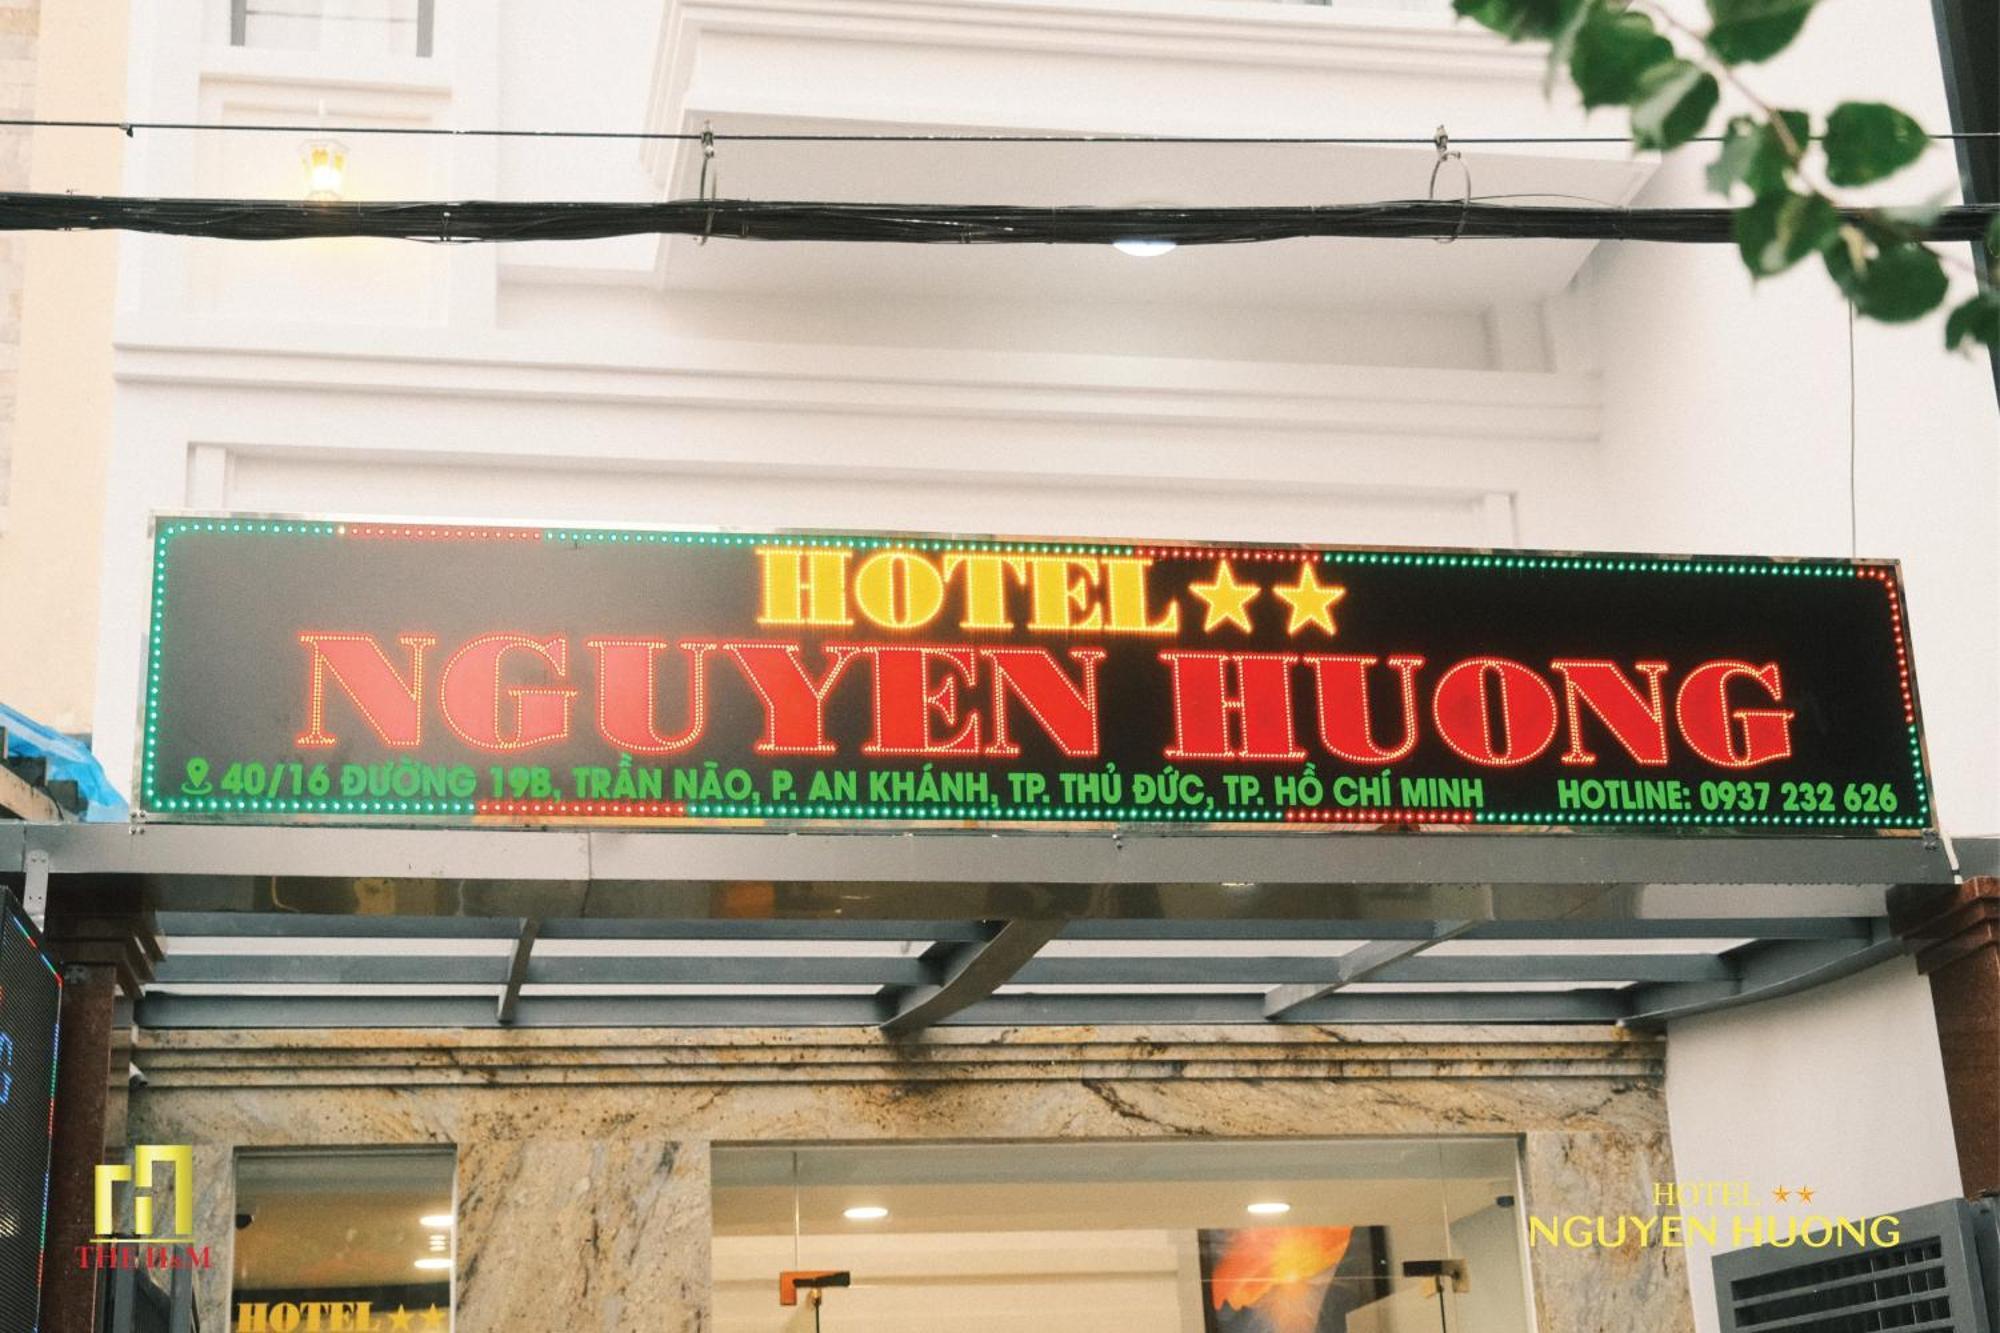 HOTEL ★★
NGUYEN HUONG
40/16 ĐƯỜNG 19B, TRẦN NÃO, P. AN KHÁNH, TP. THỦ ĐỨC, TP. HỒ CHÍ MINH HOTLINE: 0937 232 626
THE H&M
HOTEL ★★
NGUYEN HUONG
HOTEL ★★